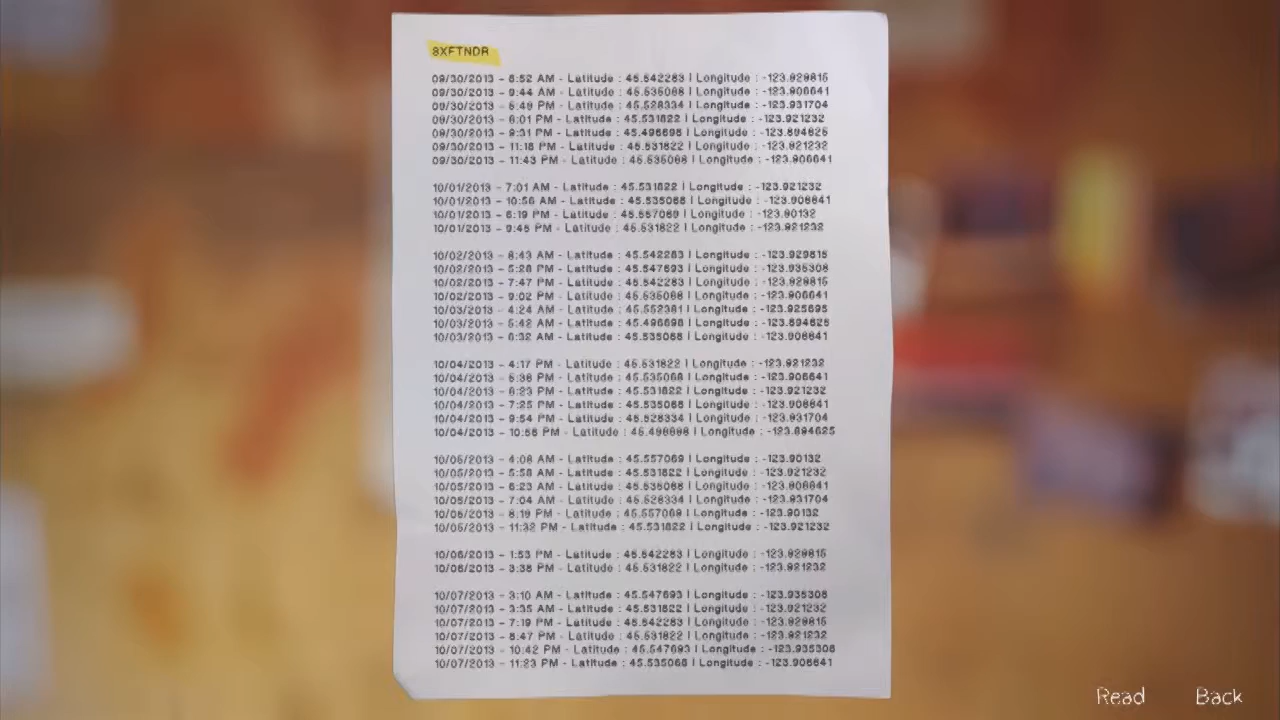 8XFTNDR
09/30/2013 - 8:52 AM - Latitude : 45.542283 | Longitude : -123.929815
09/30/2013 - 9:44 AM - Latitude : 45.535068 | Longitude : -123.906641
09/30/2013 - 5:49 PM - Latitude : 45.528334 | Longitude : -123.931704
09/30/2013 - 6:01 PM - Latitude : 45.531822 | Longitude : -123.921232
09/30/2013 - 9:31 PM - Latitude : 45.496698 | Longitude : -123.894625
09/30/2013 - 11:18 PM - Latitude : 45.531822 | Longitude : -123.921232
09/30/2013 - 11:43 PM - Latitude : 45.535068 | Longitude : -123.906641
10/01/2013 - 7:01 AM - Latitude : 45.531822 | Longitude : -123.921232
10/01/2013 - 10:56 AM - Latitude : 45.535068 | Longitude : -123.906641
10/01/2013 - 6:19 PM - Latitude : 45.557069 | Longitude : -123.90132
10/01/2013 - 9:45 PM - Latitude : 45.531822 | Longitude : -123.921232
10/02/2013 - 8:43 AM - Latitude : 45.542283 | Longitude : -123.929815
10/02/2013 - 5:28 PM - Latitude : 45.547693 | Longitude : -123.935308
10/02/2013 - 7:47 PM - Latitude : 45.542283 | Longitude : -123.929815
10/02/2013 - 9:02 PM - Latitude : 45.535068 | Longitude : -123.906641
10/03/2013 - 4:24 AM - Latitude : 45.552381 | Longitude : -123.925695
10/03/2013 - 5:42 AM - Latitude : 45.496698 | Longitude : -123.894625
10/03/2013 - 6:32 AM - Latitude : 45.535068 | Longitude : -123.906641
10/04/2013 - 4:17 PM - Latitude : 45.531822 | Longitude : -123.921232
10/04/2013 - 5:36 PM - Latitude : 45.535068 | Longitude : -123.906641
10/04/2013 - 6:23 PM - Latitude : 45.531822 | Longitude : -123.921232
10/04/2013 - 7:25 PM - Latitude : 45.535068 | Longitude : -123.906641
10/04/2013 - 9:54 PM - Latitude : 45.528334 | Longitude : -123.931704
10/04/2013 - 10:58 PM - Latitude : 45.496698 | Longitude : -123.894625
10/05/2013 - 4:08 AM - Latitude : 45.557069 | Longitude : -123.90132
10/05/2013 - 5:58 AM - Latitude : 45.531822 | Longitude : -123.921232
10/05/2013 - 6:23 AM - Latitude : 45.535068 | Longitude : -123.906641
10/05/2013 - 7:04 AM - Latitude : 45.528334 | Longitude : -123.931704
10/05/2013 - 8:19 PM - Latitude : 45.557069 | Longitude : -123.90132
10/05/2013 - 11:32 PM - Latitude : 45.531822 | Longitude : -123.921232
10/06/2013 - 1:53 PM - Latitude : 45.542283 | Longitude : -123.929815
10/06/2013 - 3:38 PM - Latitude : 45.531822 | Longitude : -123.921232
10/07/2013 - 3:10 AM - Latitude : 45.547693 | Longitude : -123.935308
10/07/2013 - 3:35 AM - Latitude : 45.531822 | Longitude : -123.921232
10/07/2013 - 7:19 PM - Latitude : 45.542283 | Longitude : -123.929815
10/07/2013 - 8:47 PM - Latitude : 45.531822 | Longitude : -123.921232
10/07/2013 - 10:42 PM - Latitude : 45.547693 | Longitude : -123.935308
10/07/2013 - 11:23 PM - Latitude : 45.535068 | Longitude : -123.906641
Read Back